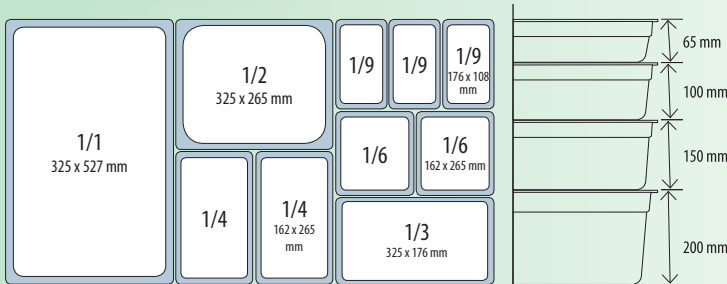 1/1
325 x 527 mm
1/2
325 x 265 mm
1/4
1/4
162 x 265
mm
1/9
1/9
1/9
176 x 108
mm
1/6
1/6
162 x 265 mm
1/3
325 x 176 mm
65 mm
100 mm
150 mm
200 mm